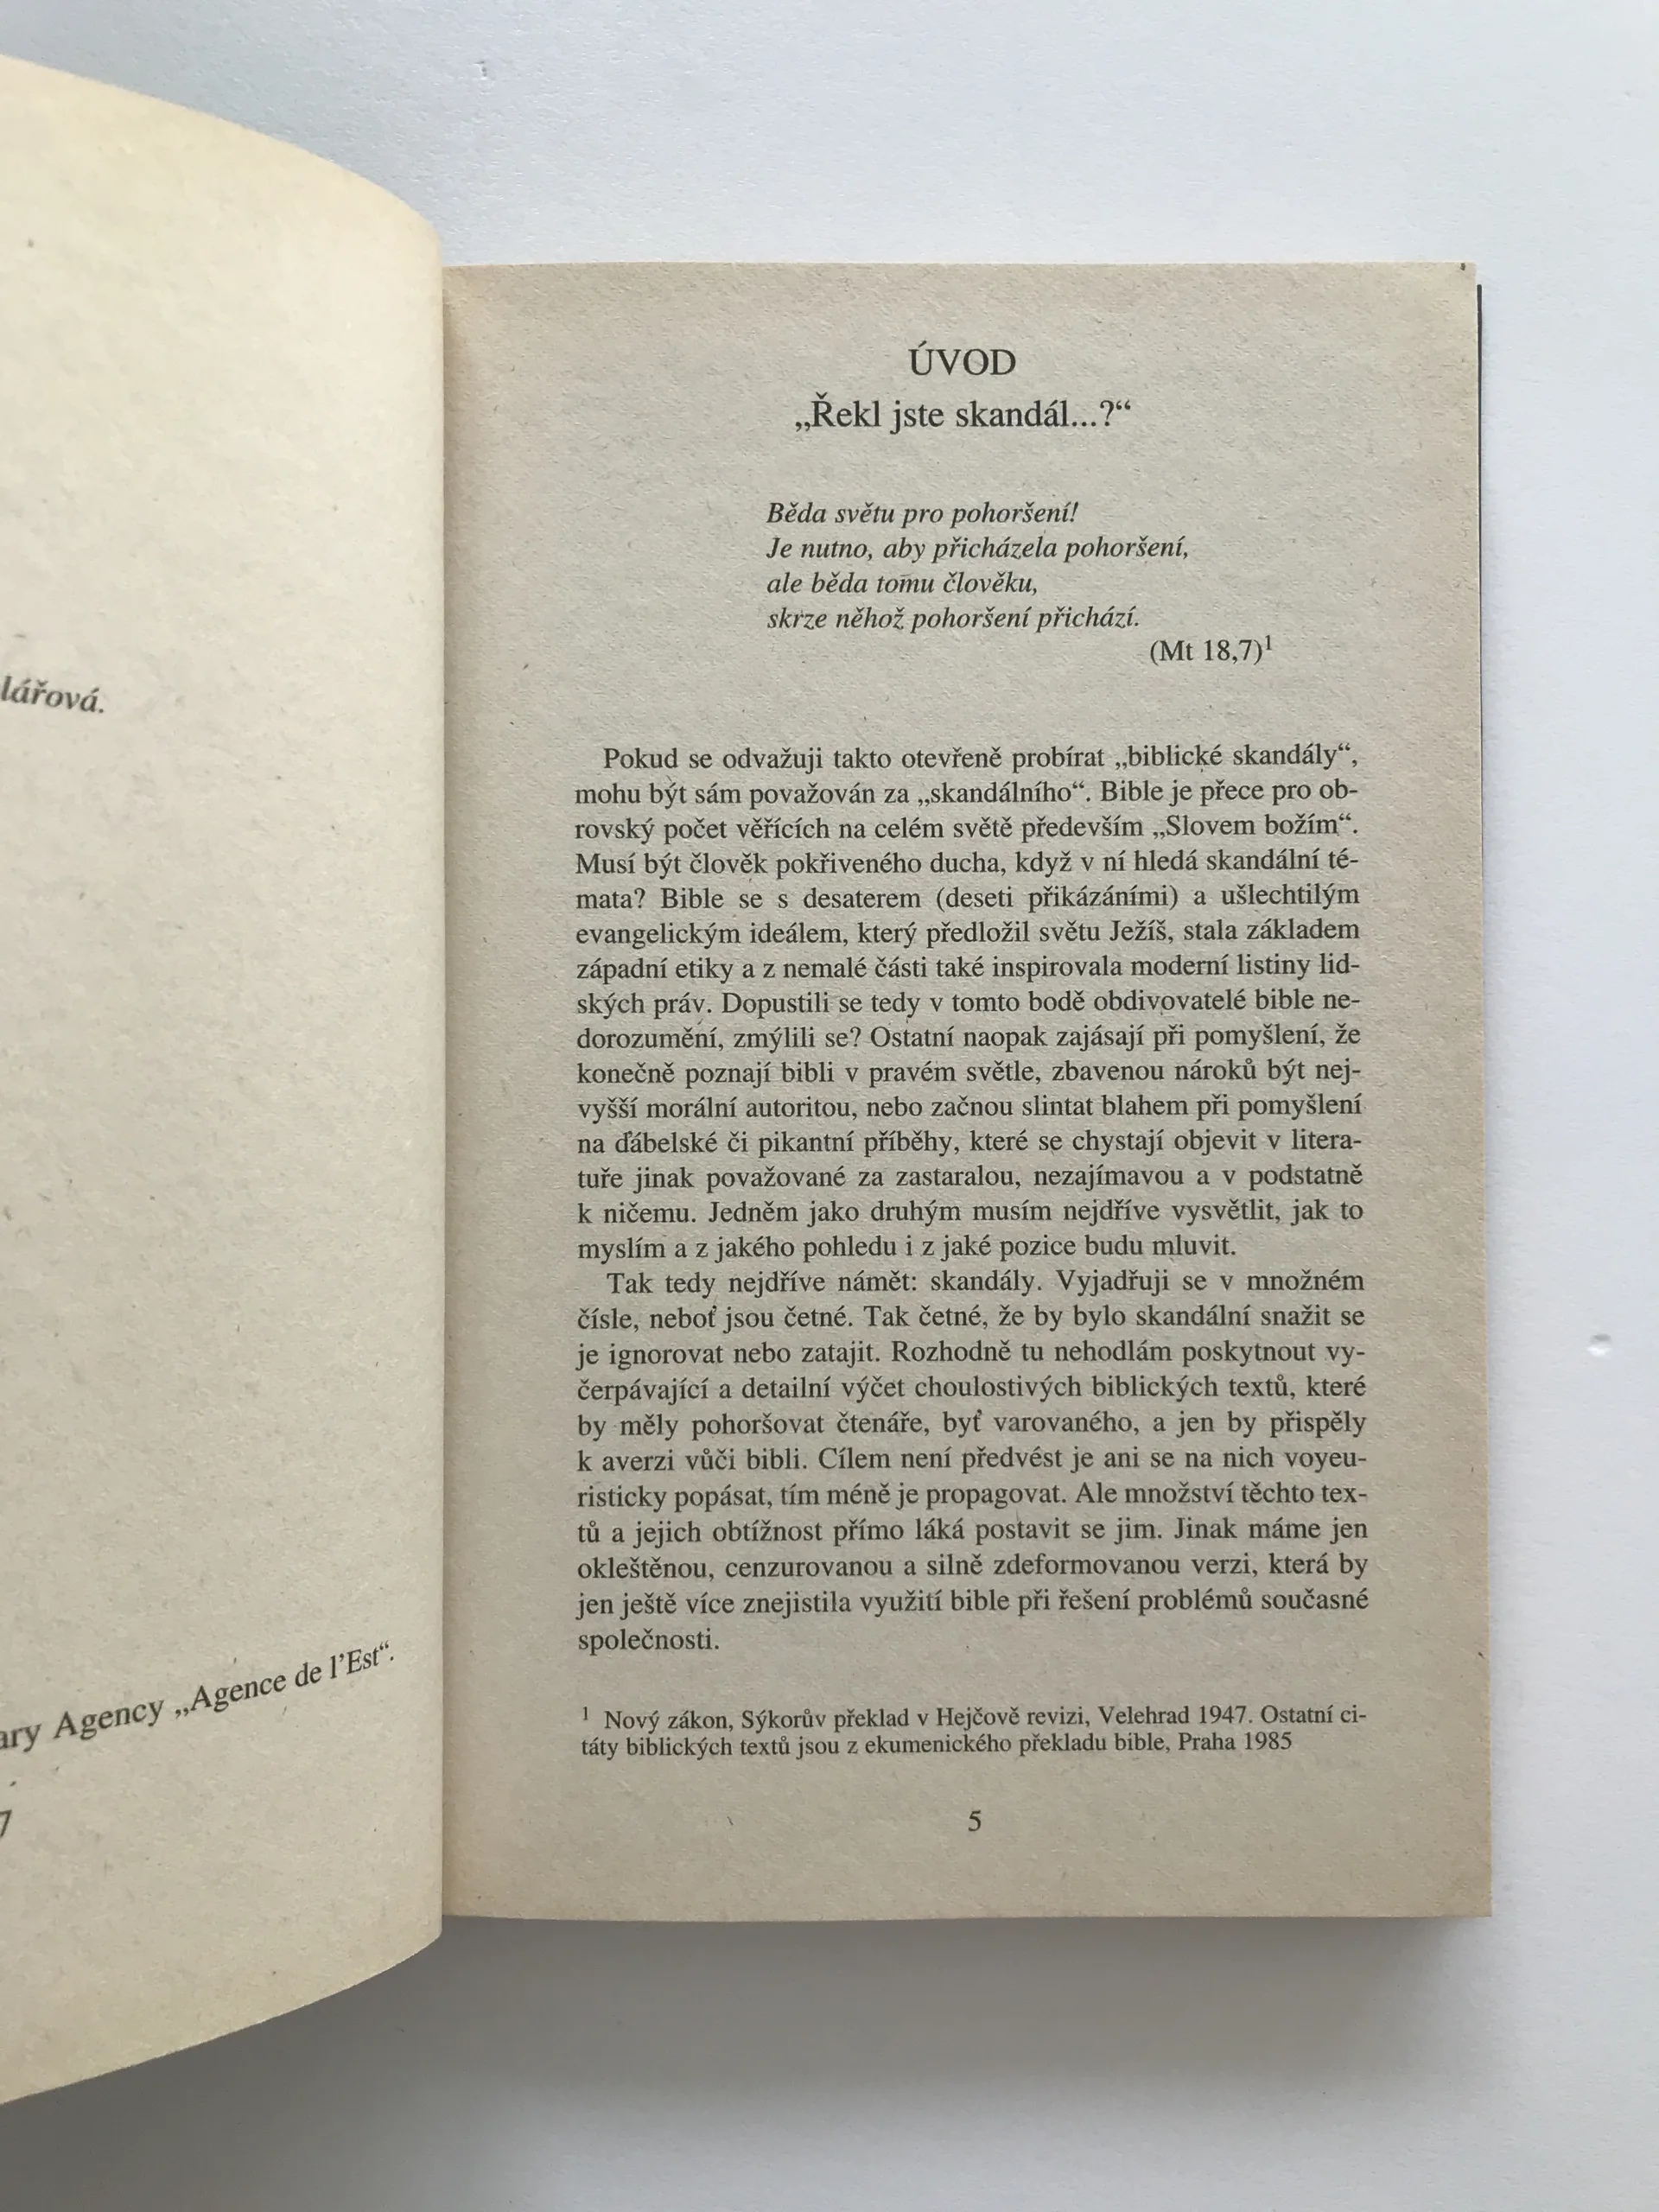 lářová.
ary Agency „Agence de l’Est“.
7
ÚVOD
„Řekl jste skandál...?“
Běda světu pro pohoršení!
Je nutno, aby přicházela pohoršení,
ale běda tomu člověku,
skrze něhož pohoršení přichází.
(Mt 18,7)¹
Pokud se odvažuji takto otevřeně probírat „biblické skandály“,
mohu být sám považován za „skandálního“. Bible je přece pro ob-
rovský počet věřících na celém světě především „Slovem božím“.
Musí být člověk pokřiveného ducha, když v ní hledá skandální té-
mata? Bible se s desaterem (deseti přikázáními) a ušlechtilým
evangelickým ideálem, který předložil světu Ježíš, stala základem
západní etiky a z nemalé části také inspirovala moderní listiny lid-
ských práv. Dopustili se tedy v tomto bodě obdivovatelé bible ne-
dorozumění, zmýlili se? Ostatní naopak zajásají při pomyšlení, že
konečně poznají bibli v pravém světle, zbavenou nároků být nej-
vyšší morální autoritou, nebo začnou slintat blahem při pomyšlení
na ďábelské či pikantní příběhy, které se chystají objevit v litera-
tuře jinak považované za zastaralou, nezajímavou a v podstatně
k ničemu. Jedněm jako druhým musím nejdříve vysvětlit, jak to
myslím a z jakého pohledu i z jaké pozice budu mluvit.
Tak tedy nejdříve námět: skandály. Vyjadřuji se v množném
čísle, neboť jsou četné. Tak četné, že by bylo skandální snažit se
je ignorovat nebo zatajit. Rozhodně tu nehodlám poskytnout vy-
čerpávající a detailní výčet choulostivých biblických textů, které
by měly pohoršovat čtenáře, byť varovaného, a jen by přispěly
k averzi vůči bibli. Cílem není předvést je ani se na nich voyeu-
risticky popásat, tím méně je propagovat. Ale množství těchto tex-
tů a jejich obtížnost přímo láká postavit se jim. Jinak máme jen
okleštěnou, cenzurovanou a silně zdeformovanou verzi, která by
jen ještě více znejistila využití bible při řešení problémů současné
společnosti.
¹ Nový zákon, Sýkorův překlad v Hejčově revizi, Velehrad 1947. Ostatní ci-
táty biblických textů jsou z ekumenického překladu bible, Praha 1985
5